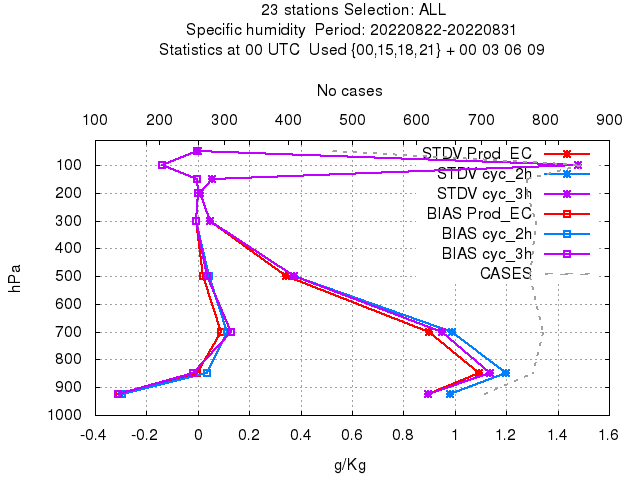 23 stations Selection: ALL
Specific humidity  Period: 20220822-20220831
Statistics at 00 UTC  Used {00,15,18,21} + 00 03 06 09
No cases
100 200 300 400 500 600 700 800 900
STDV Prod_EC
STDV cyc_2h
STDV cyc_3h
BIAS Prod_EC
BIAS cyc_2h
BIAS cyc_3h
CASES
hPa
100
200
300
400
500
600
700
800
900
1000
-0.4 -0.2 0 0.2 0.4 0.6 0.8 1 1.2 1.4 1.6
g/Kg